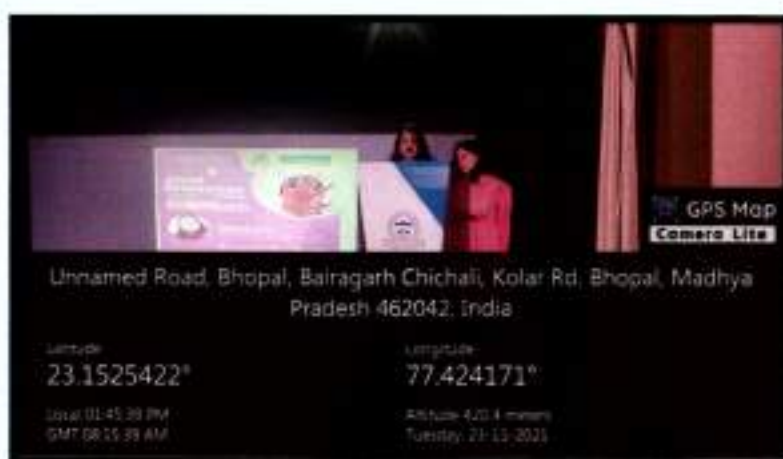 GPS Map
Camera Lite
Unnamed Road, Bhopal, Bairagarh Chichali, Kolar Rd, Bhopal, Madhya
Pradesh 462042, India
Latitude
23.1525422°
Longitude
77.424171°
Local 01:45:39 PM
GMT 08:15:39 AM
Altitude 420.4 meters
Tuesday, 23-11-2021